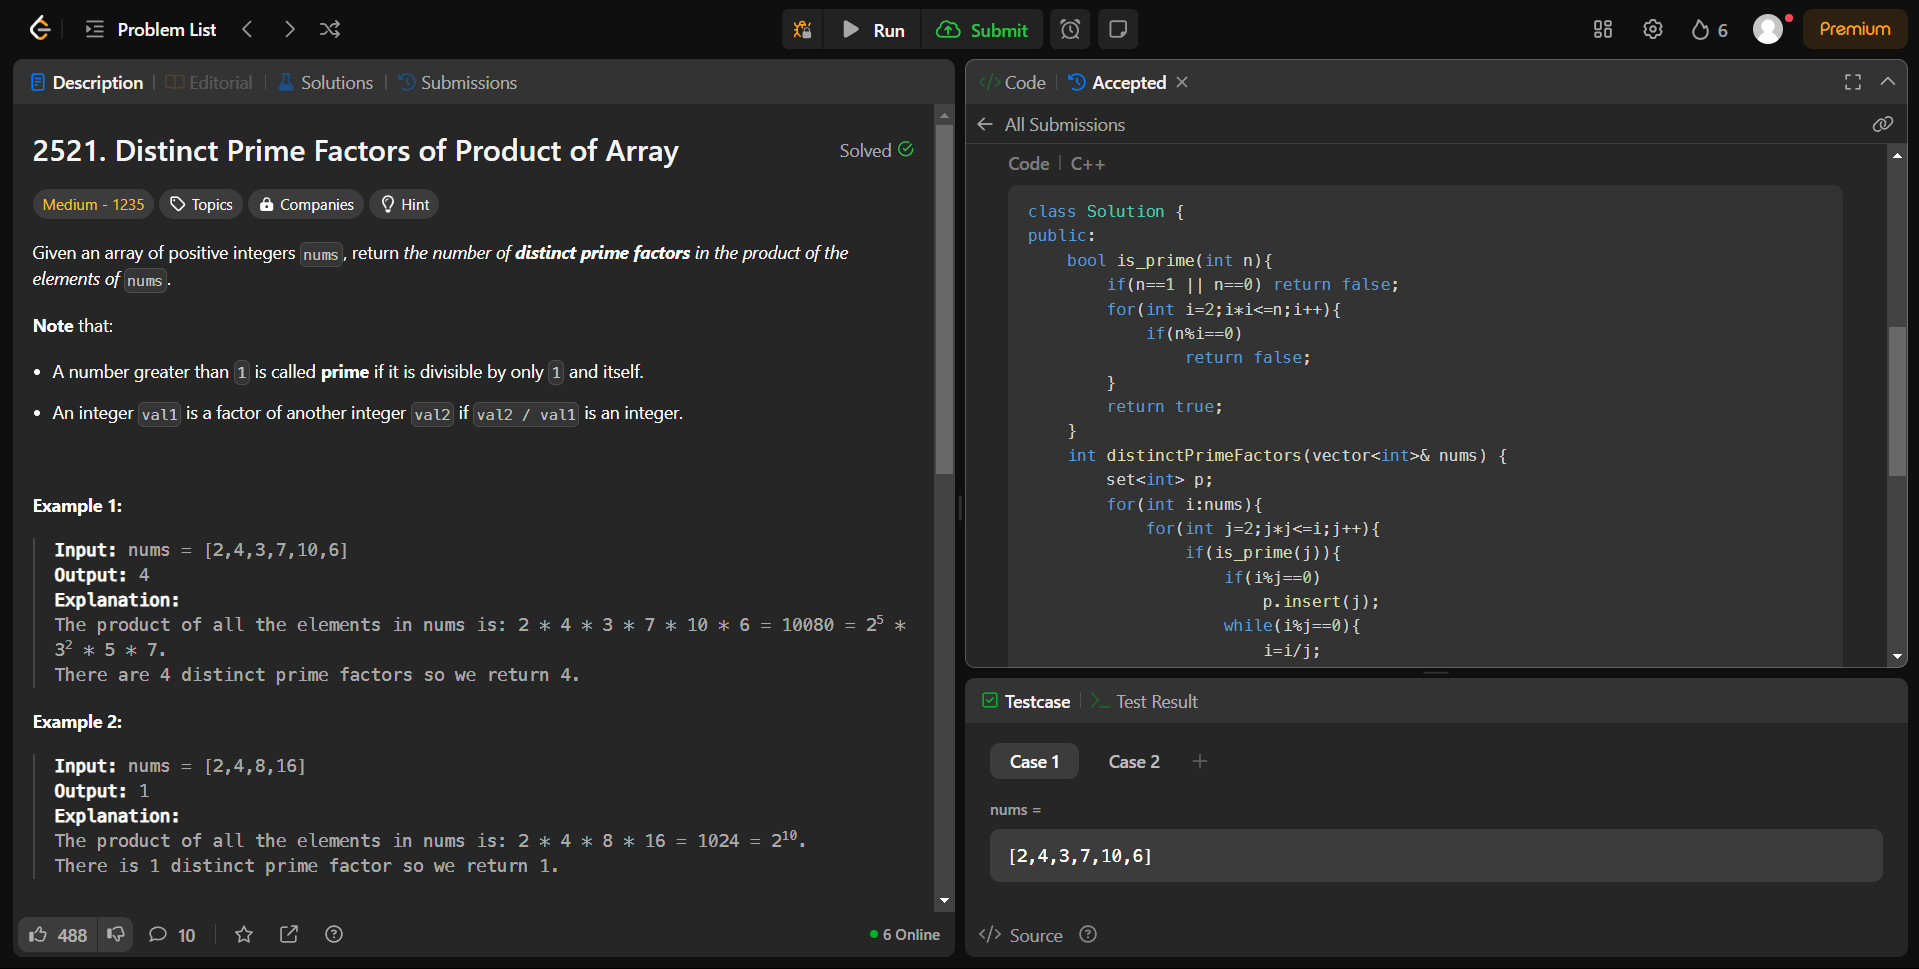 Problem List
Run
Submit
6
Premium
Description
Editorial
Solutions
Submissions
2521. Distinct Prime Factors of Product of Array
Solved
Medium - 1235
Topics
Companies
Hint
Given an array of positive integers nums, return the number of distinct prime factors in the product of the
elements of nums.
Note that:
• A number greater than 1 is called prime if it is divisible by only 1 and itself.
• An integer val1 is a factor of another integer val2 if val2 / val1 is an integer.
Example 1:
Input: nums = [2,4,3,7,10,6]
Output: 4
Explanation:
The product of all the elements in nums is: 2 * 4 * 3 * 7 * 10 * 6 = 10080 = 2⁵ *
3² * 5 * 7.
There are 4 distinct prime factors so we return 4.
Example 2:
Input: nums = [2,4,8,16]
Output: 1
Explanation:
The product of all the elements in nums is: 2 * 4 * 8 * 16 = 1024 = 2¹⁰.
There is 1 distinct prime factor so we return 1.
488
10
6 Online
</> Code
Accepted
All Submissions
Code | C++
class Solution {
public:
    bool is_prime(int n){
        if(n==1 || n==0) return false;
        for(int i=2;i*i<=n;i++){
            if(n%i==0)
                return false;
        }
        return true;
    }
    int distinctPrimeFactors(vector<int>& nums) {
        set<int> p;
        for(int i:nums){
            for(int j=2;j*j<=i;j++){
                if(is_prime(j)){
                    if(i%j==0)
                        p.insert(j);
                    while(i%j==0){
                        i=i/j;
Testcase
>_ Test Result
Case 1
Case 2
+
nums =
[2,4,3,7,10,6]
</> Source